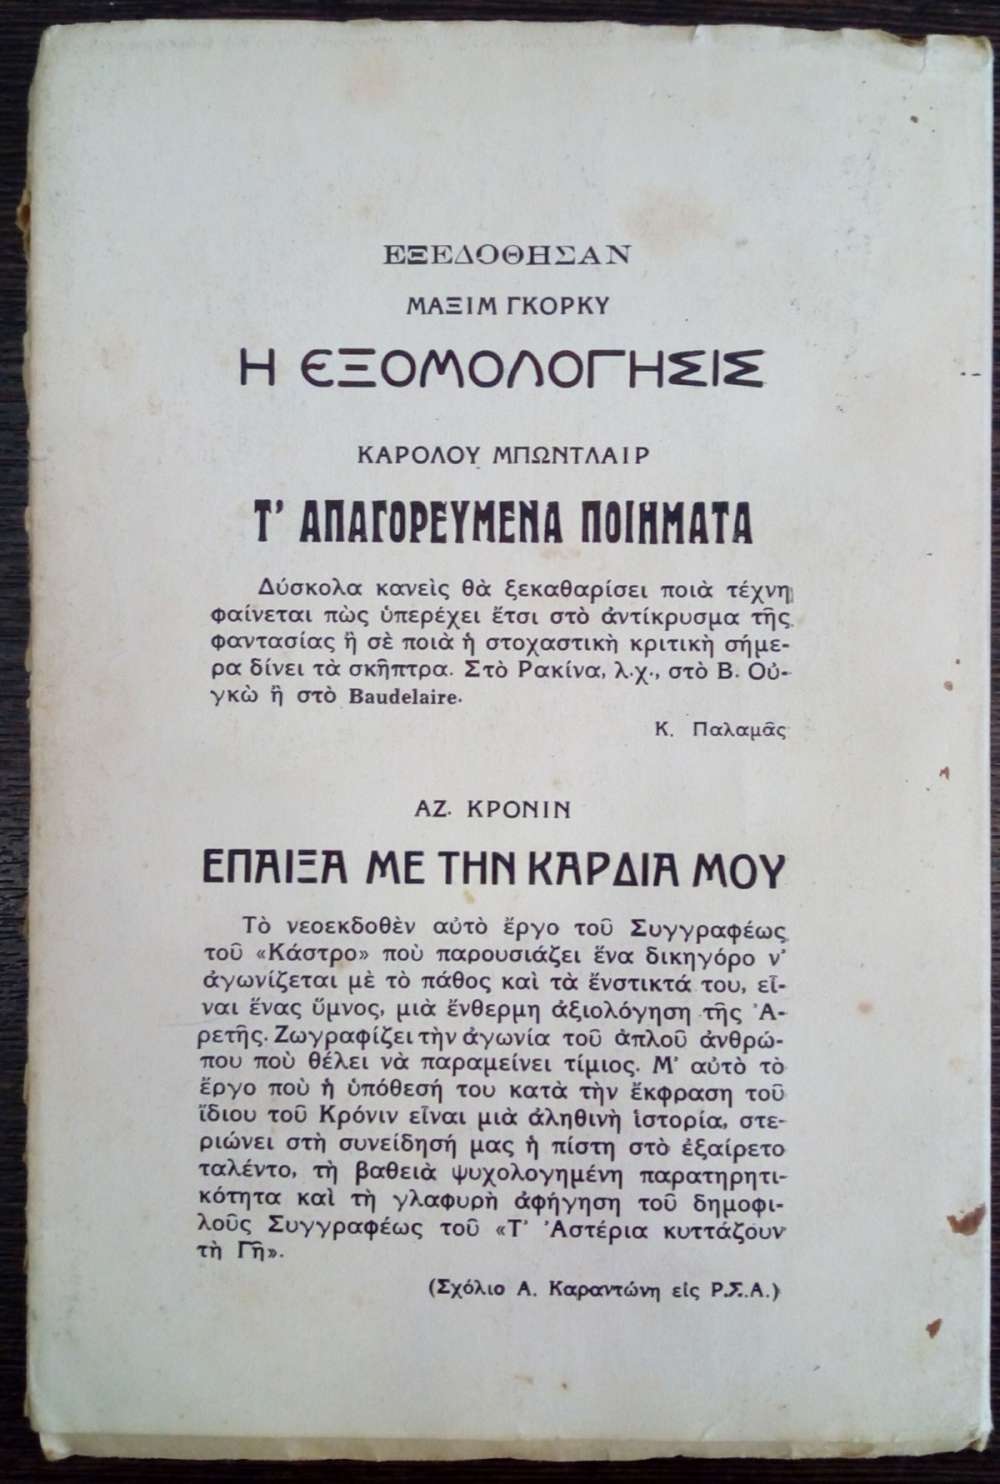 ΕΞΕΔΟΘΗΣΑΝ
ΜΑΞΙΜ ΓΚΟΡΚΥ
Η ΕΞΟΜΟΛΟΓΗΣΙΣ
ΚΑΡΟΛΟΥ ΜΠΩΝΤΛΑΙΡ
Τ' ΑΠΑΓΟΡΕΥΜΕΝΑ ΠΟΙΗΜΑΤΑ
Δύσκολα κανεὶς θὰ ξεκαθαρίσει ποιὰ τέχνη
φαίνεται πὼς ὑπερέχει ἔτσι στὸ ἀντίκρυσμα τῆς
φαντασίας ἢ σὲ ποιὰ ἡ στοχαστικὴ κριτικὴ σήμε-
ρα δίνει τὰ σκῆπτρα. Στὸ Ρακίνα, λ.χ., στὸ Β. Οὐ-
γκὼ ἢ στὸ Baudelaire.
Κ. Παλαμᾶς
ΑΖ. ΚΡΟΝΙΝ
ΕΠΑΙΞΑ ΜΕ ΤΗΝ ΚΑΡΔΙΑ ΜΟΥ
Τὸ νεοεκδοθὲν αὐτὸ ἔργο τοῦ Συγγραφέως
τοῦ «Κάστρο» ποὺ παρουσιάζει ἕνα δικηγόρο ν'
ἀγωνίζεται μὲ τὸ πάθος καὶ τὰ ἔνστικτά του, εἶ-
ναι ἕνας ὕμνος, μιὰ ἔνθερμη ἀξιολόγηση τῆς Ἀ-
ρετῆς. Ζωγραφίζει τὴν ἀγωνία τοῦ ἁπλοῦ ἀνθρώ-
που ποὺ θέλει νὰ παραμείνει τίμιος. Μ' αὐτὸ τὸ
ἔργο ποὺ ἡ ὑπόθεσή του κατὰ τὴν ἔκφραση τοῦ
ἴδιου τοῦ Κρόνιν εἶναι μιὰ ἀληθινὴ ἱστορία, στε-
ριώνει στὴ συνείδησή μας ἡ πίστη στὸ ἐξαίρετο
ταλέντο, τὴ βαθειὰ ψυχολογημένη παρατηρητι-
κότητα καὶ τὴ γλαφυρὴ ἀφήγηση τοῦ δημοφι-
λοῦς Συγγραφέως τοῦ «Τ' Ἀστέρια κυττάζουν
τὴ Γῆ».
(Σχόλιο Α. Καραντώνη εἰς Ρ.Σ.Α.)